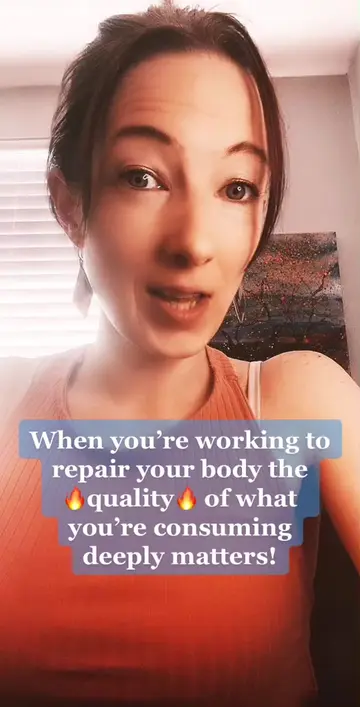 When you’re working to
repair your body the
🔥quality🔥 of what
you’re consuming
deeply matters!